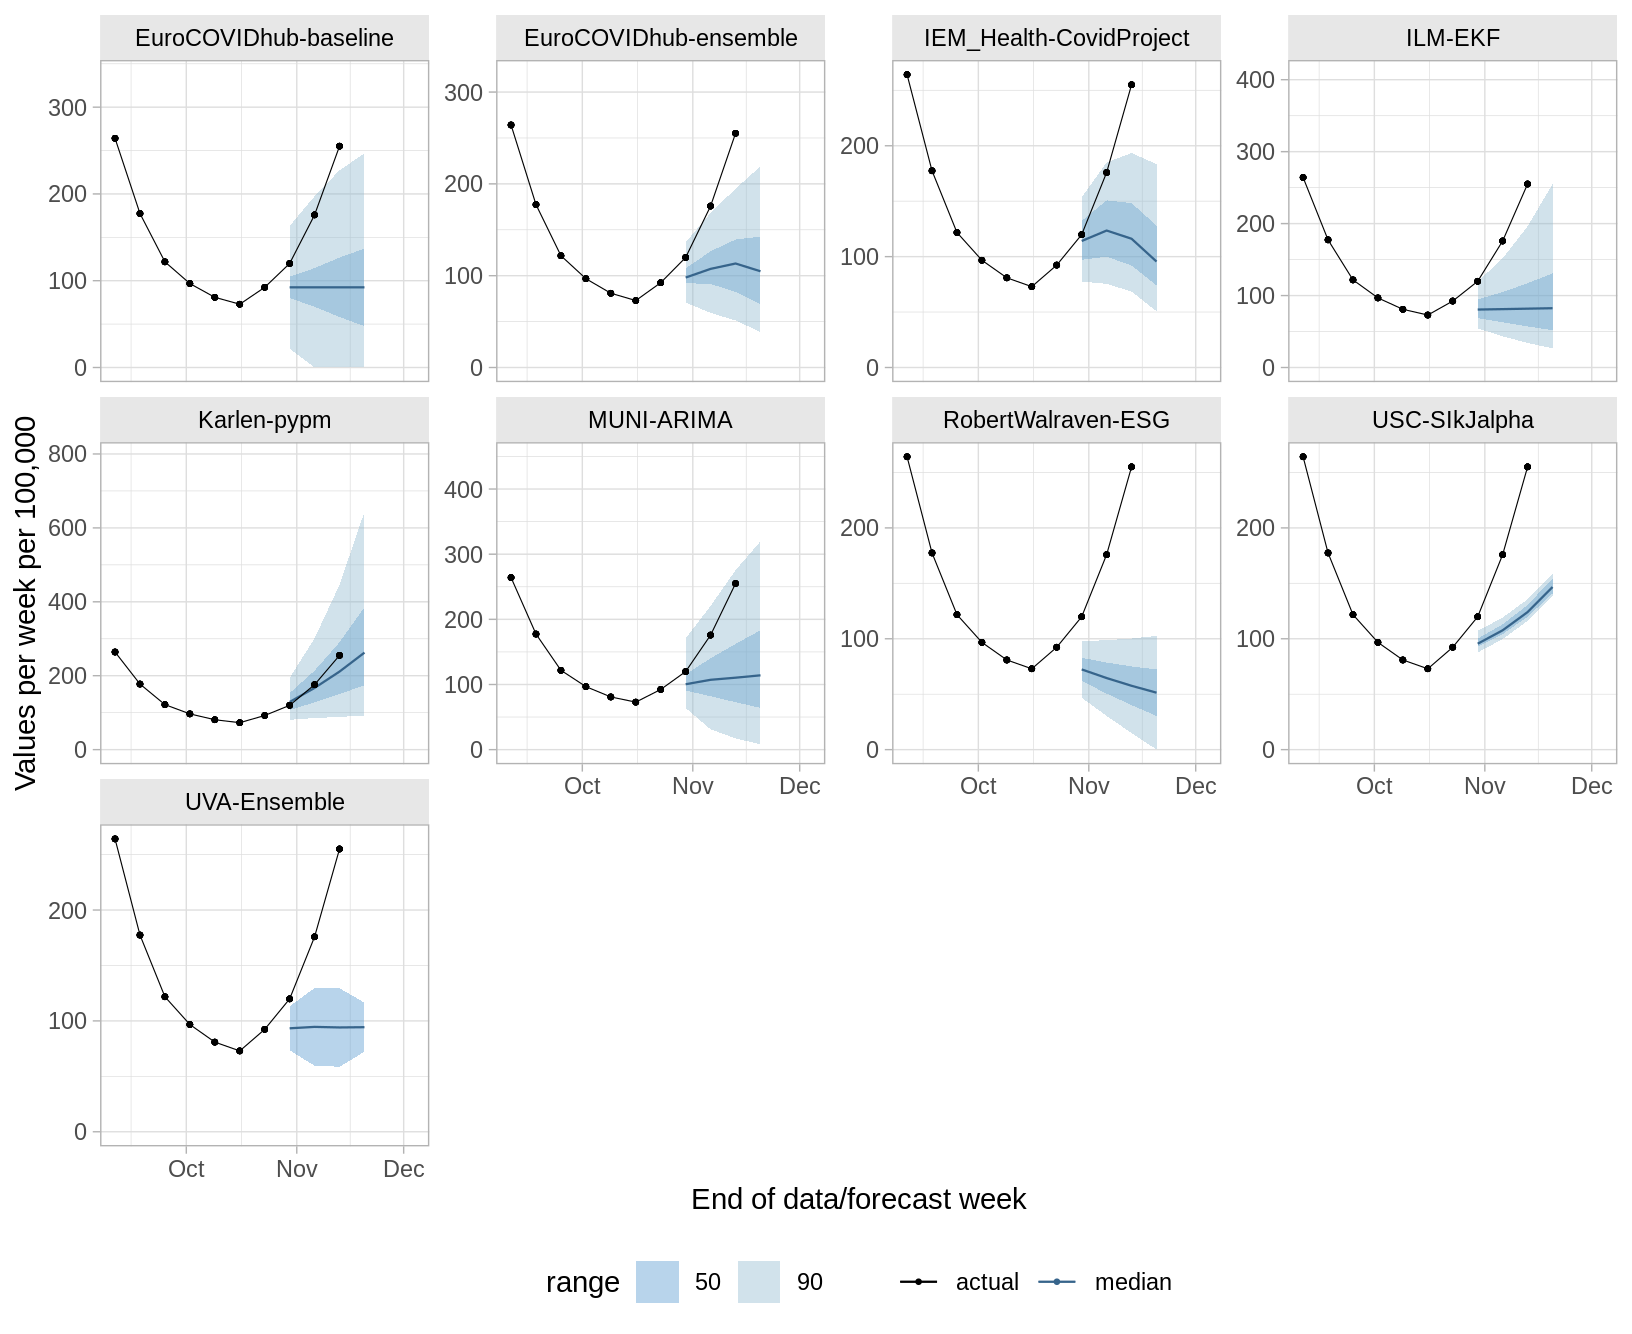 EuroCOVIDhub-baseline
EuroCOVIDhub-ensemble
IEM_Health-CovidProject
ILM-EKF
300
200
100
0
300
200
100
0
200
100
0
400
300
200
100
0
Values per week per 100,000
Karlen-pypm
MUNI-ARIMA
RobertWalraven-ESG
USC-SIkJalpha
800
600
400
200
0
400
300
200
100
0
200
100
0
200
100
0
Oct Nov Dec
Oct Nov Dec
Oct Nov Dec
UVA-Ensemble
200
100
0
Oct Nov Dec
End of data/forecast week
range 50 90 actual median